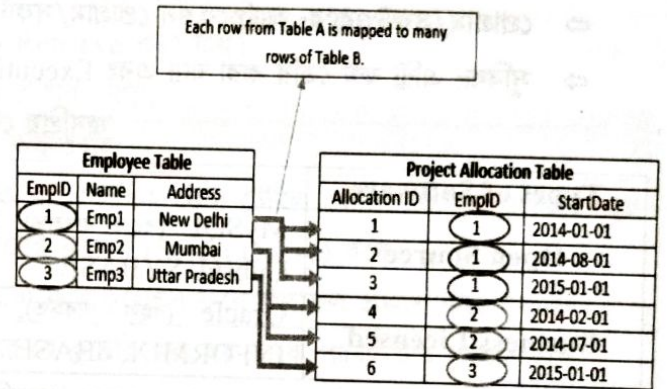 Each row from Table A is mapped to many
rows of Table B.
Employee Table
EmpID Name Address
1 Emp1 New Delhi
2 Emp2 Mumbai
3 Emp3 Uttar Pradesh
Project Allocation Table
Allocation ID EmpID StartDate
1 1 2014-01-01
2 1 2014-08-01
3 1 2015-01-01
4 2 2014-02-01
5 2 2014-07-01
6 3 2015-01-01